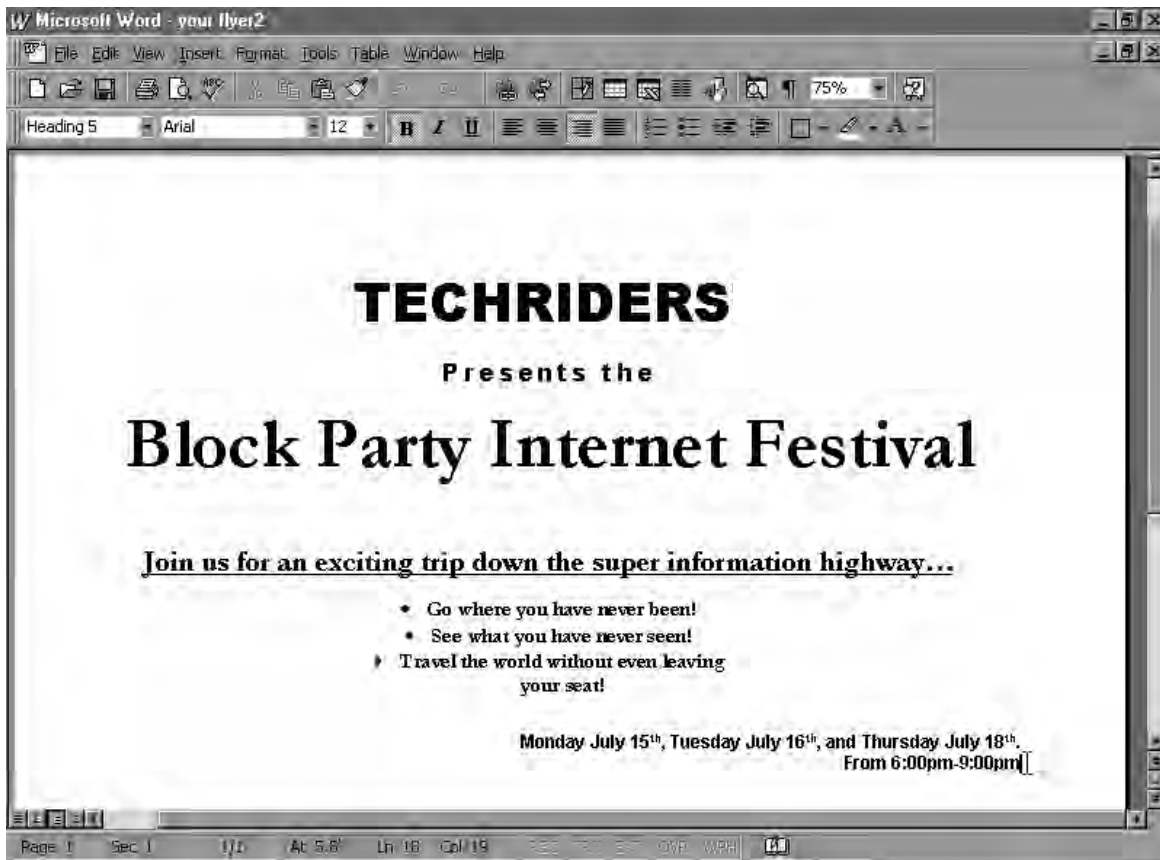 Microsoft Word - your flyer2
File Edit View Insert Format Tools Table Window Help
75%
Heading 5 Arial 12 B I U A
TECHRIDERS
Presents the
Block Party Internet Festival
Join us for an exciting trip down the super information highway...
• Go where you have never been!
• See what you have never seen!
Travel the world without even leaving
your seat!
Monday July 15th, Tuesday July 16th, and Thursday July 18th.
From 6:00pm-9:00pm
Page 1 Sec 1 1/1 At 5.8" Ln 18 Col 19 OVR WPH